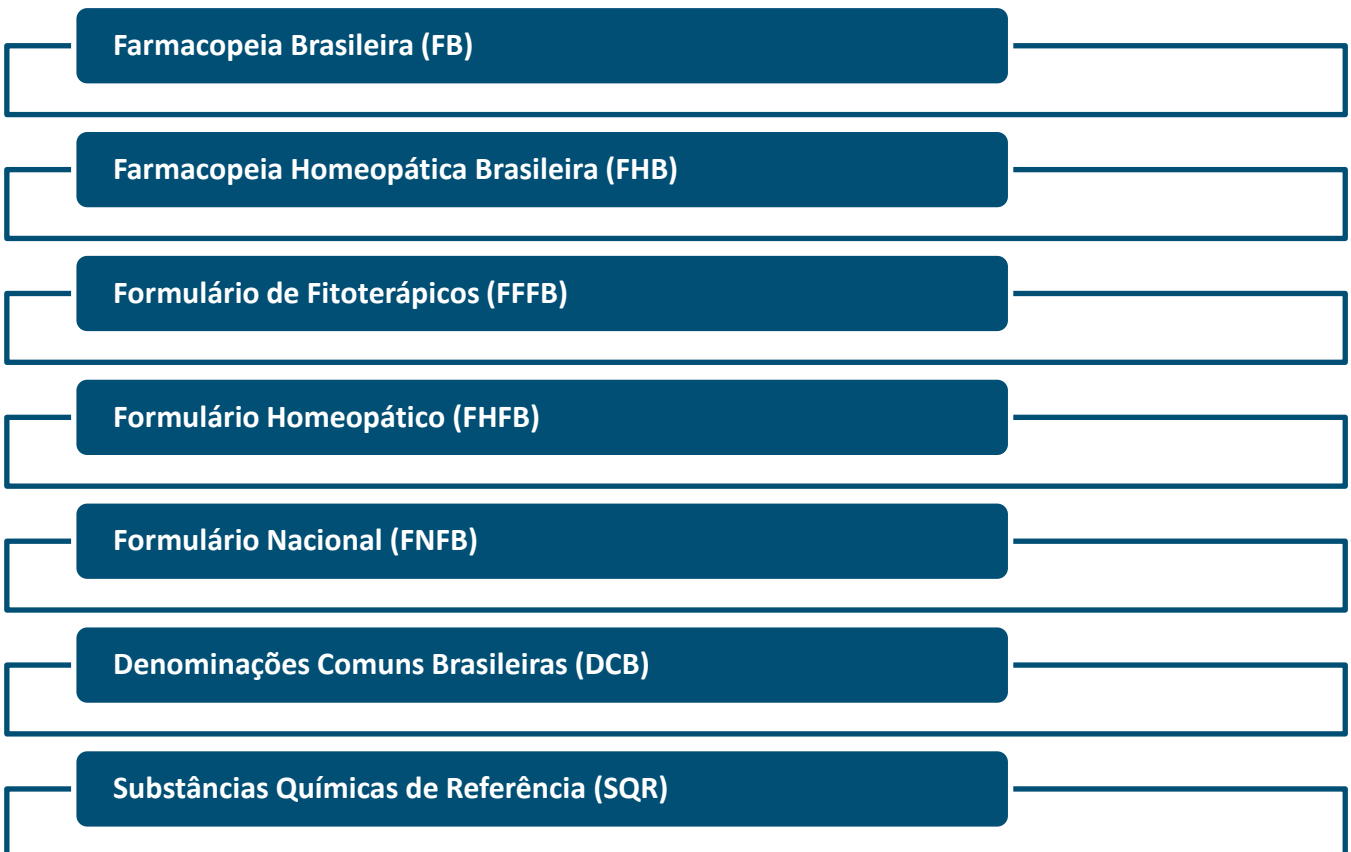 Farmacopeia Brasileira (FB)
Farmacopeia Homeopática Brasileira (FHB)
Formulário de Fitoterápicos (FFFB)
Formulário Homeopático (FHFB)
Formulário Nacional (FNFB)
Denominações Comuns Brasileiras (DCB)
Substâncias Químicas de Referência (SQR)